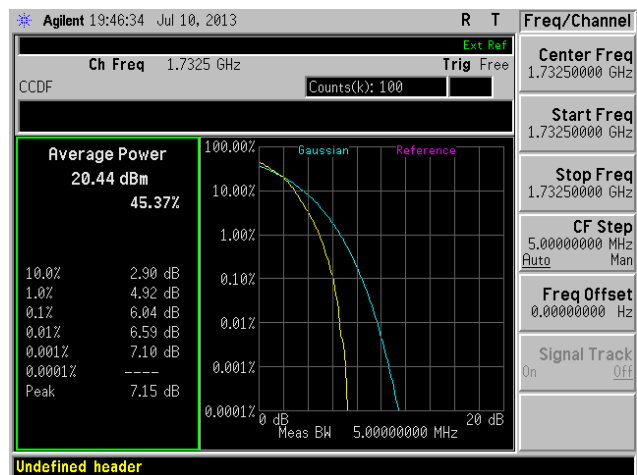 Agilent 19:46:34 Jul 10, 2013 R T
Freq/Channel
Ext Ref
Ch Freq 1.7325 GHz Trig Free
CCDF Counts(k): 100
Average Power
20.44 dBm
45.37%
10.0% 2.90 dB
1.0% 4.92 dB
0.1% 6.04 dB
0.01% 6.59 dB
0.001% 7.10 dB
0.0001% ----
Peak 7.15 dB
Gaussian Reference
100.00%
10.00%
1.00%
0.10%
0.01%
0.001%
0.0001%
0 dB 20 dB
Meas BW 5.00000000 MHz
Center Freq
1.73250000 GHz
Start Freq
1.73250000 GHz
Stop Freq
1.73250000 GHz
CF Step
5.00000000 MHz
Auto Man
Freq Offset
0.00000000 Hz
Signal Track
On Off
Undefined header